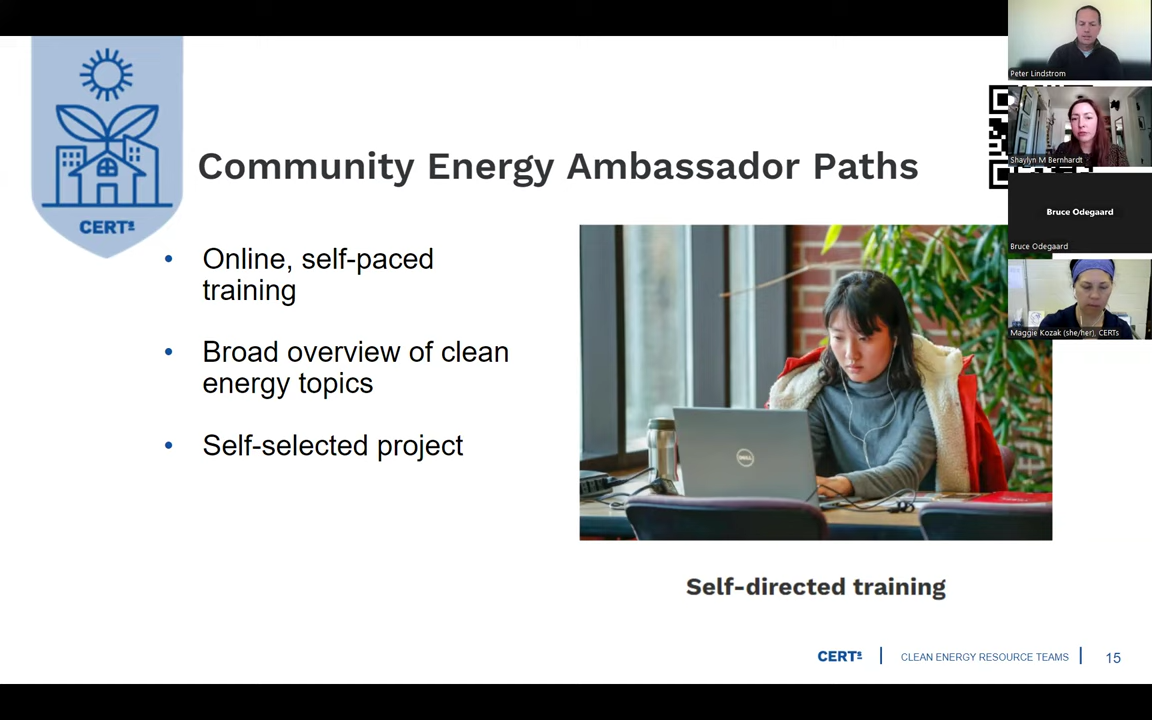 CERTs
Community Energy Ambassador Paths
• Online, self-paced
training
• Broad overview of clean
energy topics
• Self-selected project
DELL
Self-directed training
CERTs | CLEAN ENERGY RESOURCE TEAMS | 15
Peter Lindstrom
Shaylyn M Bernhardt
Bruce Odegaard
Bruce Odegaard
Maggie Kozak (she/her), CERTs